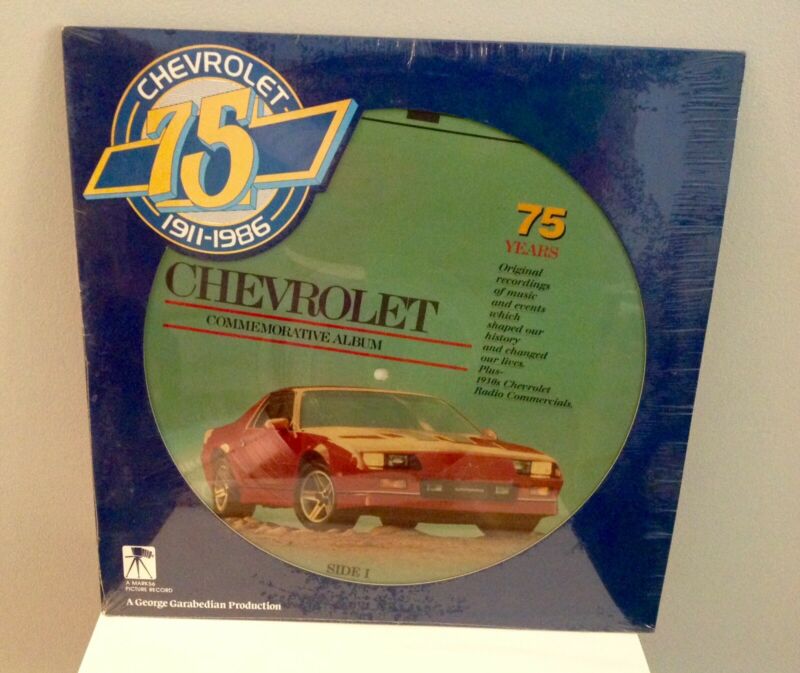 CHEVROLET
75
1911-1986
75
YEARS
Original
recordings
of music
and events
which
shaped our
history
and changed
our lives.
Plus-
1930s Chevrolet
Radio Commercials.
CHEVROLET
COMMEMORATIVE ALBUM
SIDE 1
A MARK56
PICTURE RECORD
A George Garabedian Production